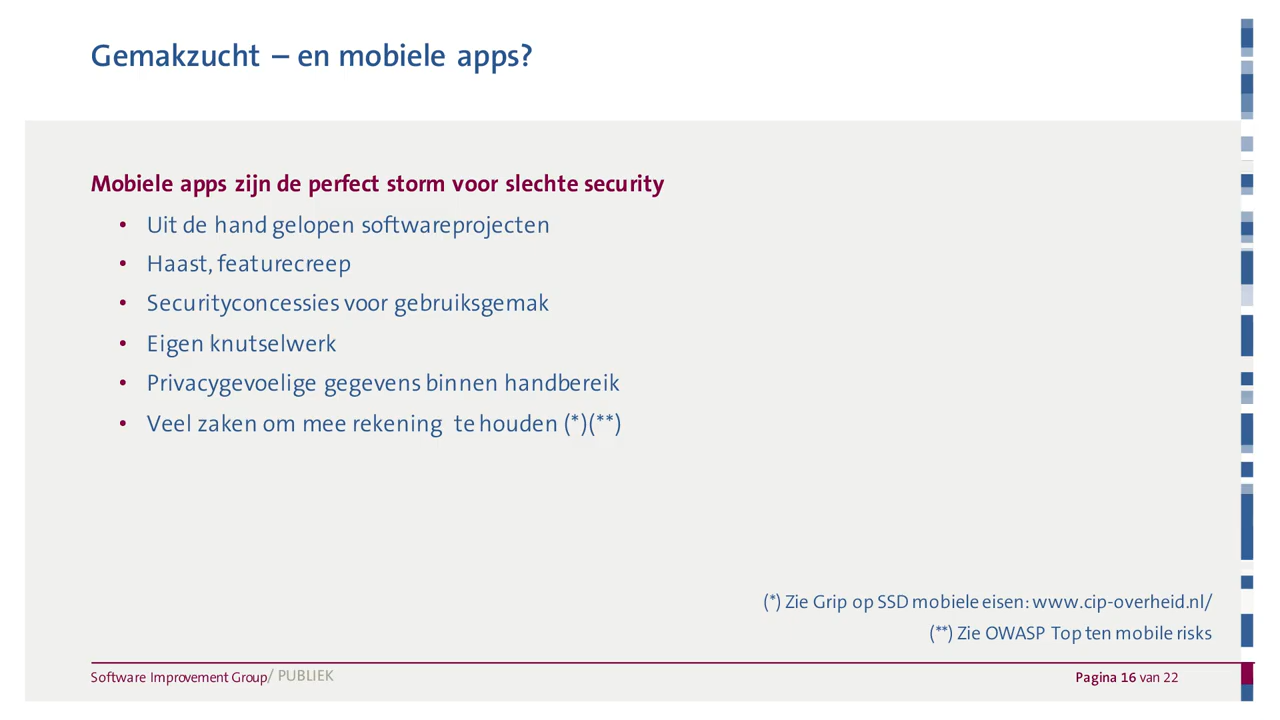 Gemakzucht – en mobiele apps?
Mobiele apps zijn de perfect storm voor slechte security
• Uit de hand gelopen softwareprojecten
• Haast, featurecreep
• Securityconcessies voor gebruiksgemak
• Eigen knutselwerk
• Privacygevoelige gegevens binnen handbereik
• Veel zaken om mee rekening te houden (*)(**)
(*) Zie Grip op SSD mobiele eisen: www.cip-overheid.nl/
(**) Zie OWASP Top ten mobile risks
Software Improvement Group/ PUBLIEK
Pagina 16 van 22